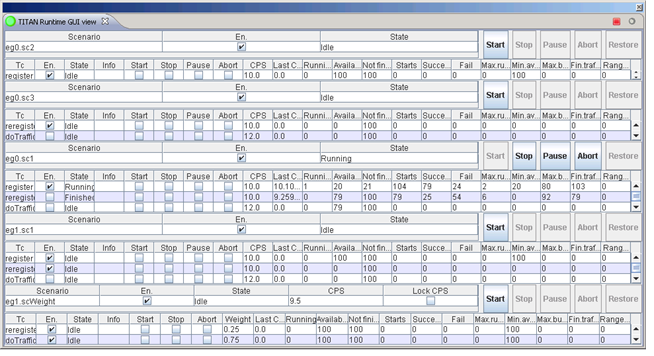 TITAN Runtime GUI view
Scenario En. State
eg0.sc2 Idle
Start Stop Pause Abort Restore
Tc En. State Info Start Stop Pause Abort CPS Last C... Runni... Availa... Not fin... Starts Succe... Fail Max.ru... Min.av... Max.b... Fin.traf... Rang...
register Idle 10.0 0.0 0 100 100 0 0 0 0 100 0 0 0
Scenario En. State
eg0.sc3 Idle
Start Stop Pause Abort Restore
Tc En. State Info Start Stop Pause Abort CPS Last C... Runni... Availa... Not fin... Starts Succe... Fail Max.ru... Min.av... Max.b... Fin.traf... Rang...
reregiste Idle 10.0 0.0 0 0 100 0 0 0 0 0 0 0 0
doTraffic Idle 12.0 0.0 0 0 100 0 0 0 0 0 0 0 0
Scenario En. State
eg0.sc1 Running
Start Stop Pause Abort Restore
Tc En. State Info Start Stop Pause Abort CPS Last C... Runni... Availa... Not fin... Starts Succe... Fail Max.ru... Min.av... Max.b... Fin.traf... Rang...
register Running 10.0 10.10... 1 20 21 104 79 24 2 20 80 103 0
reregiste Finished 10.0 9.259... 0 79 100 79 25 54 6 0 92 79 0
doTraffic Idle 12.0 0.0 0 79 100 0 0 0 0 0 79 0 0
Scenario En. State
eg1.sc1 Idle
Start Stop Pause Abort Restore
Tc En. State Info Start Stop Pause Abort CPS Last C... Runni... Availa... Not fin... Starts Succe... Fail Max.ru... Min.av... Max.b... Fin.traf... Rang...
register Idle 10.0 0.0 0 100 100 0 0 0 0 100 0 0 0
reregiste Idle 10.0 0.0 0 0 100 0 0 0 0 0 0 0 0
doTraffic Idle 12.0 0.0 0 0 100 0 0 0 0 0 0 0 0
Scenario En. State CPS Lock CPS
eg1.scWeight Idle 9.5
Start Stop Pause Abort Restore
Tc En. State Info Start Stop Abort Weight Last C... Running Availab... Not fini... Starts Succe... Fail Max.ru... Min.av... Max.bu... Fin.traf... Range...
reregiste Idle 0.25 0.0 0 100 100 0 0 0 0 100 0 0 0
doTraffic Idle 0.75 0.0 0 100 100 0 0 0 0 100 0 0 0